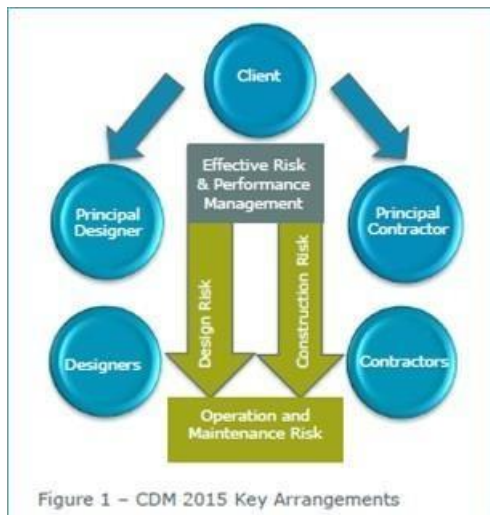 Client
Effective Risk
& Performance
Management
Principal
Designer
Principal
Contractor
Design Risk
Construction Risk
Designers
Contractors
Operation and
Maintenance Risk
Figure 1 – CDM 2015 Key Arrangements